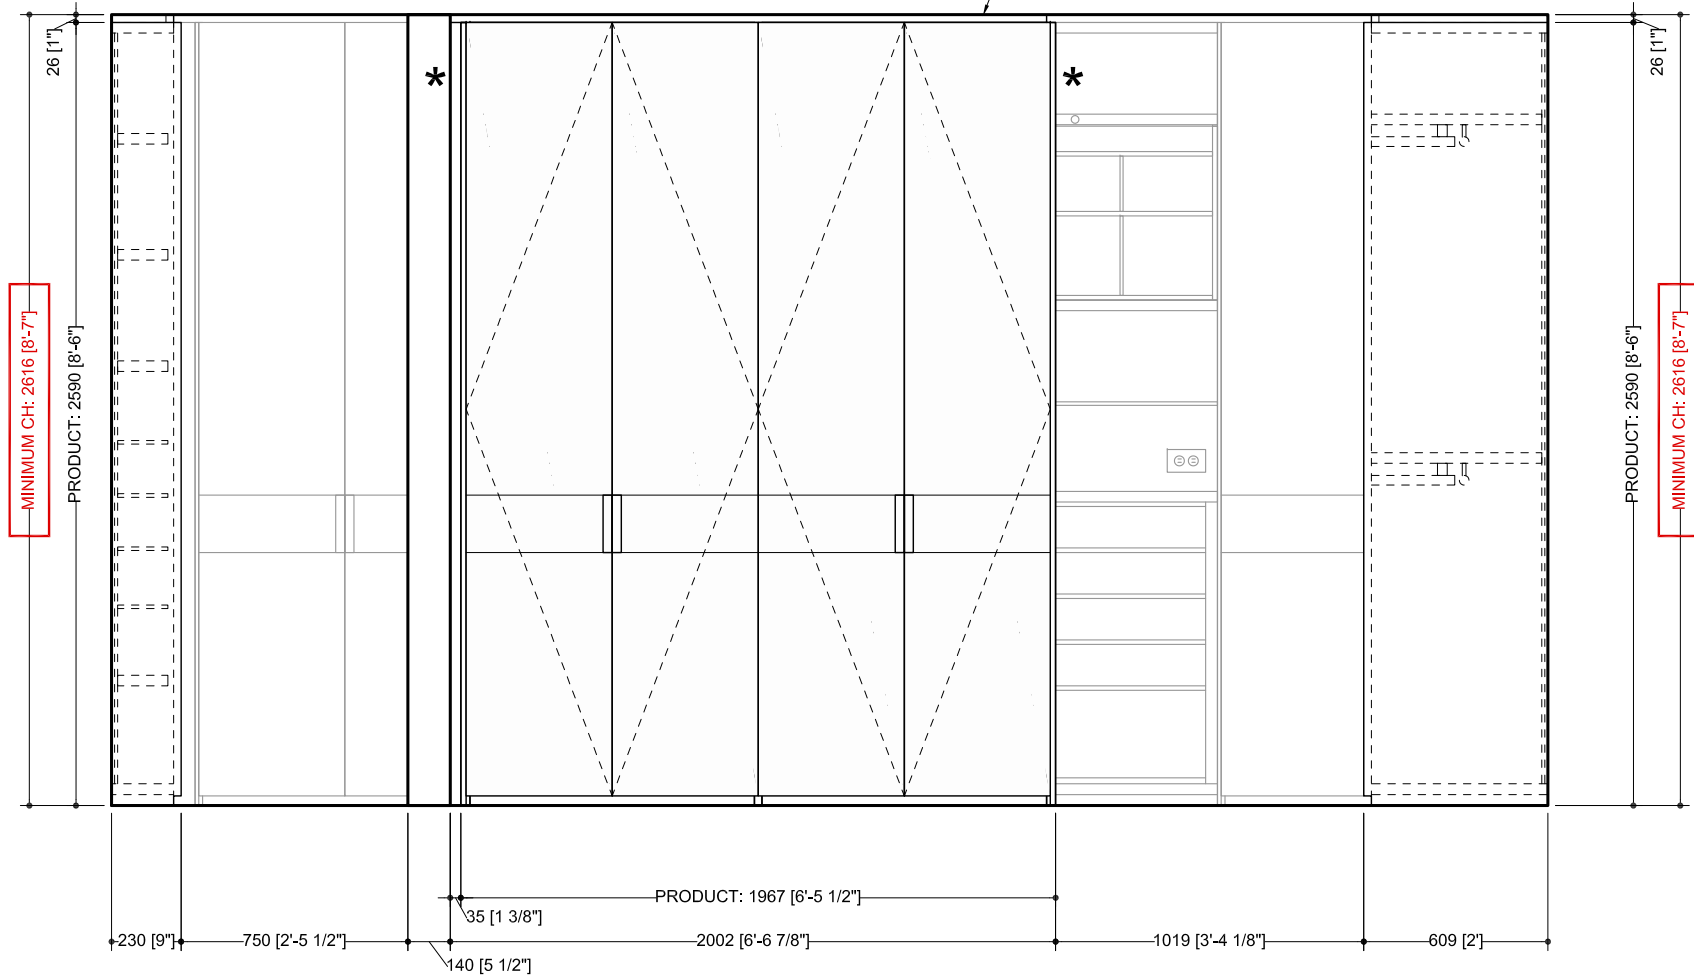 26 [1"]
26 [1"]
*
*
MINIMUM CH: 2616 [8'-7"]
PRODUCT: 2590 [8'-6"]
PRODUCT: 2590 [8'-6"]
MINIMUM CH: 2616 [8'-7"]
PRODUCT: 1967 [6'-5 1/2"]
35 [1 3/8"]
230 [9"]
750 [2'-5 1/2"]
2002 [6'-6 7/8"]
1019 [3'-4 1/8"]
609 [2']
140 [5 1/2"]